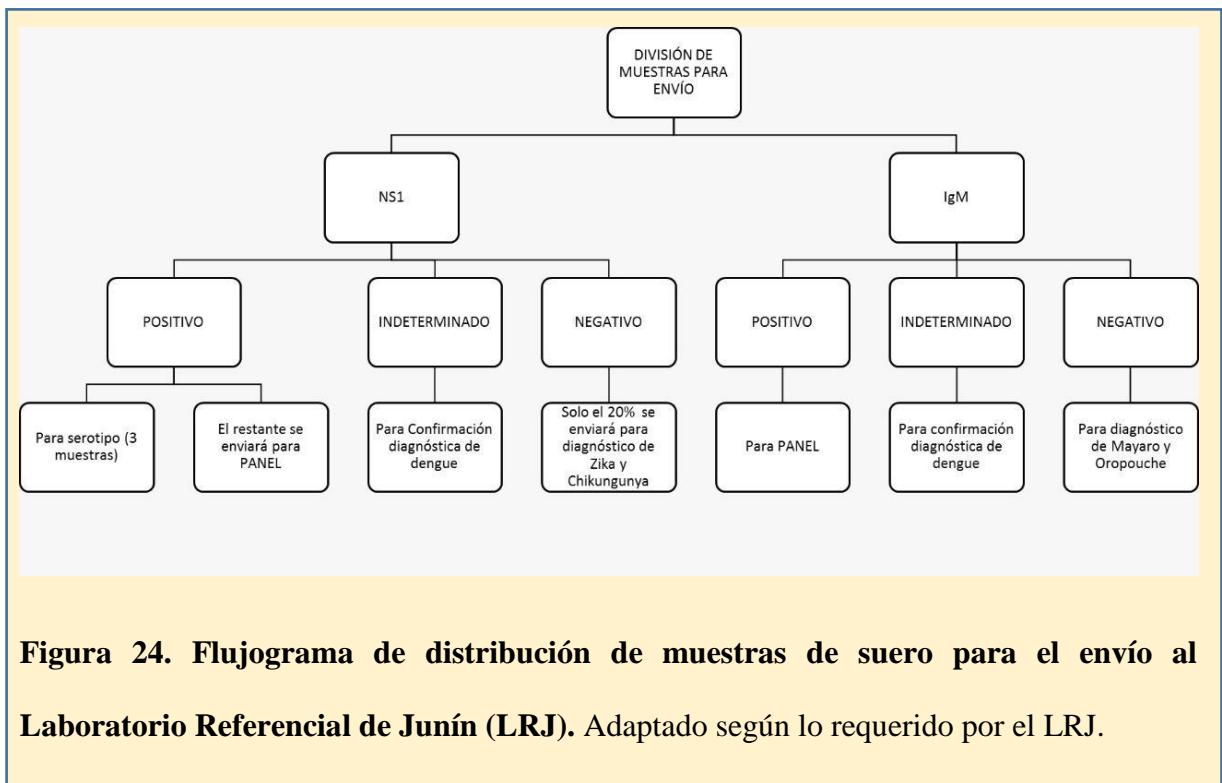 DIVISIÓN DE
MUESTRAS PARA
ENVÍO
NS1
IgM
POSITIVO
INDETERMINADO
NEGATIVO
POSITIVO
INDETERMINADO
NEGATIVO
Para serotipo (3
muestras)
El restante se
enviará para
PANEL
Para Confirmación
diagnóstica de
dengue
Solo el 20% se
enviará para
diagnóstico de
Zika y
Chikungunya
Para PANEL
Para confirmación
diagnóstica de
dengue
Para diagnóstico
de Mayaro y
Oropouche
Figura 24. Flujograma de distribución de muestras de suero para el envío al
Laboratorio Referencial de Junín (LRJ). Adaptado según lo requerido por el LRJ.